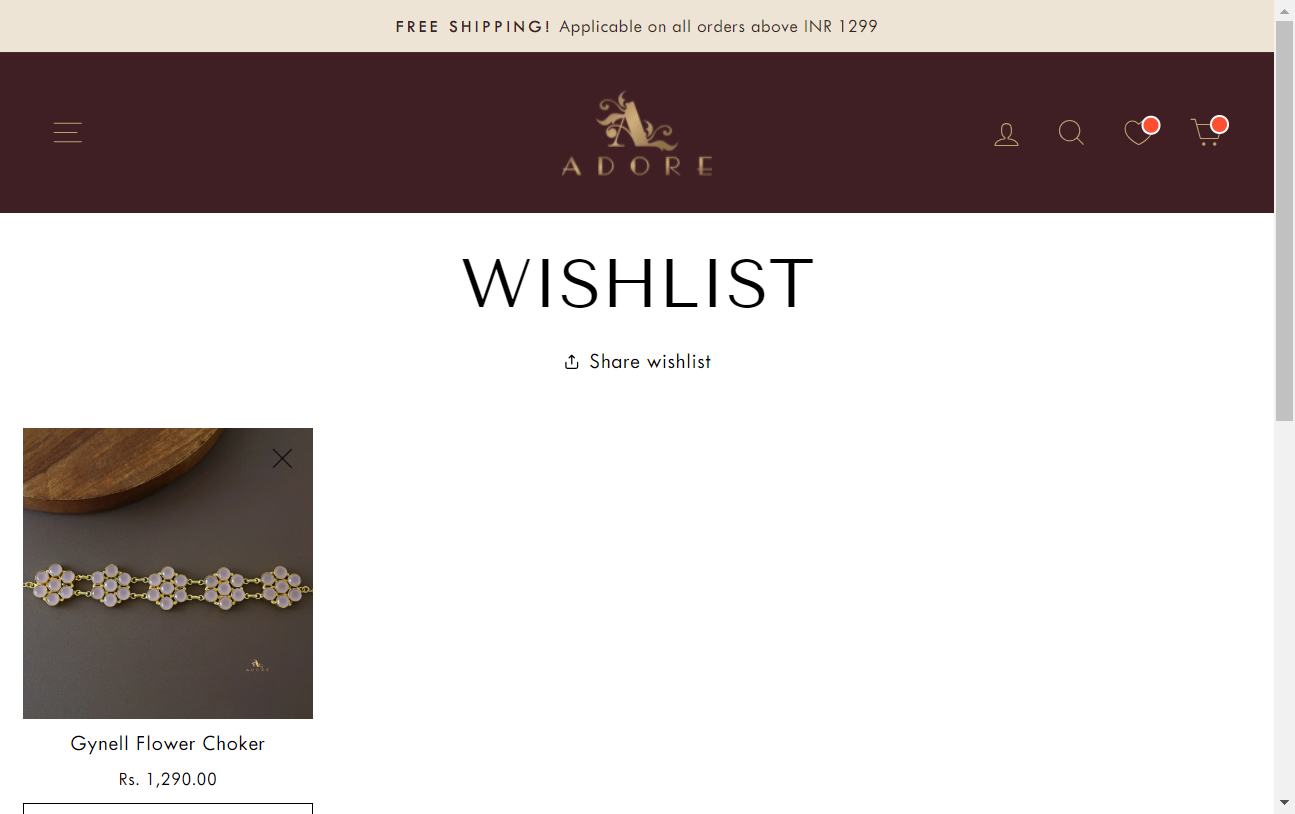 FREE SHIPPING! Applicable on all orders above INR 1299
A
ADORE
WISHLIST
Share wishlist
ADORE
Gynell Flower Choker
Rs. 1,290.00